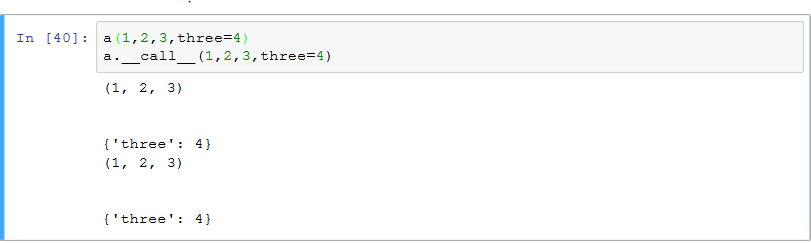 In [40]: a(1,2,3,three=4)
a.__call__(1,2,3,three=4)
(1, 2, 3)
{'three': 4}
(1, 2, 3)
{'three': 4}